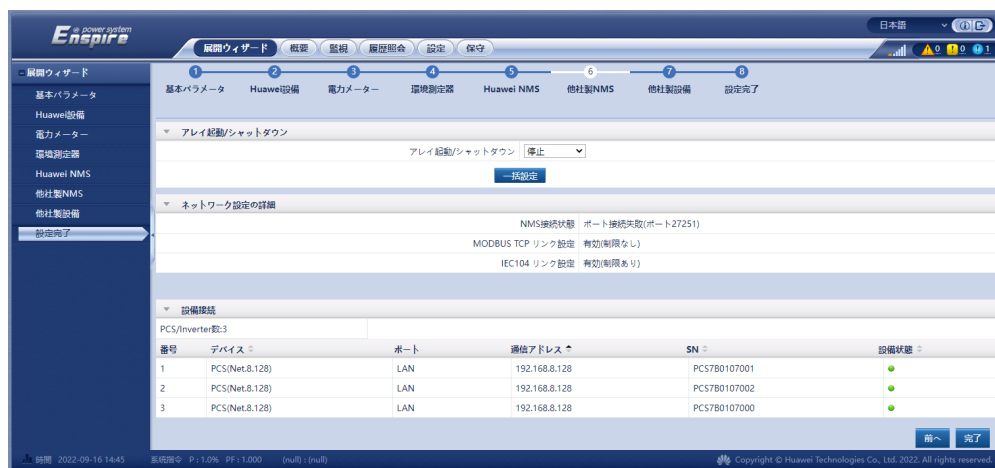 e power system
Enspire
日本語
展開ウィザード 概要 監視 履歴照会 設定 保守
0 0 1
展開ウィザード
基本パラメータ
Huawei設備
電力メーター
環境測定器
Huawei NMS
他社製NMS
他社製設備
設定完了
1 2 3 4 5 6 7 8
基本パラメータ Huawei設備 電力メーター 環境測定器 Huawei NMS 他社製NMS 他社製設備 設定完了
アレイ起動/シャットダウン
アレイ起動/シャットダウン 停止
一括設定
ネットワーク設定の詳細
NMS接続状態 ポート接続失敗(ポート27251)
MODBUS TCP リンク設定 有効(制限なし)
IEC104 リンク設定 有効(制限あり)
設備接続
PCS/Inverter数:3
番号 デバイス ポート 通信アドレス SN 設備状態
1 PCS(Net.8.128) LAN 192.168.8.128 PCS7B0107001
2 PCS(Net.8.128) LAN 192.168.8.128 PCS7B0107002
3 PCS(Net.8.128) LAN 192.168.8.128 PCS7B0107000
前へ 完了
時間 2022-09-16 14:45 系統指令 P : 1.0% PF : 1.000 (null) : (null) Copyright © Huawei Technologies Co., Ltd. 2022. All rights reserved.